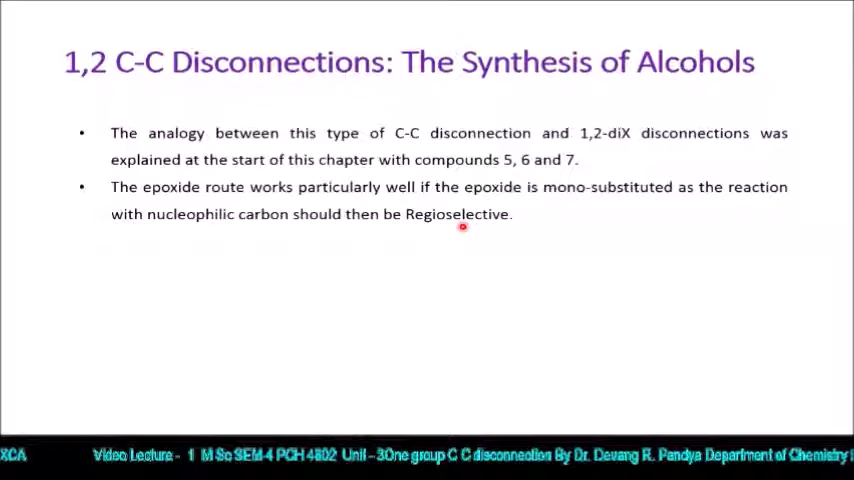 1,2 C-C Disconnections: The Synthesis of Alcohols
• The analogy between this type of C-C disconnection and 1,2-diX disconnections was
explained at the start of this chapter with compounds 5, 6 and 7.
• The epoxide route works particularly well if the epoxide is mono-substituted as the reaction
with nucleophilic carbon should then be Regioselective.
XCA Video Lecture - 1 M Sc SEM-4 PCH 4802 Unit - 3One group C C disconnection By Dr. Devang R. Pandya Department of Chemistry